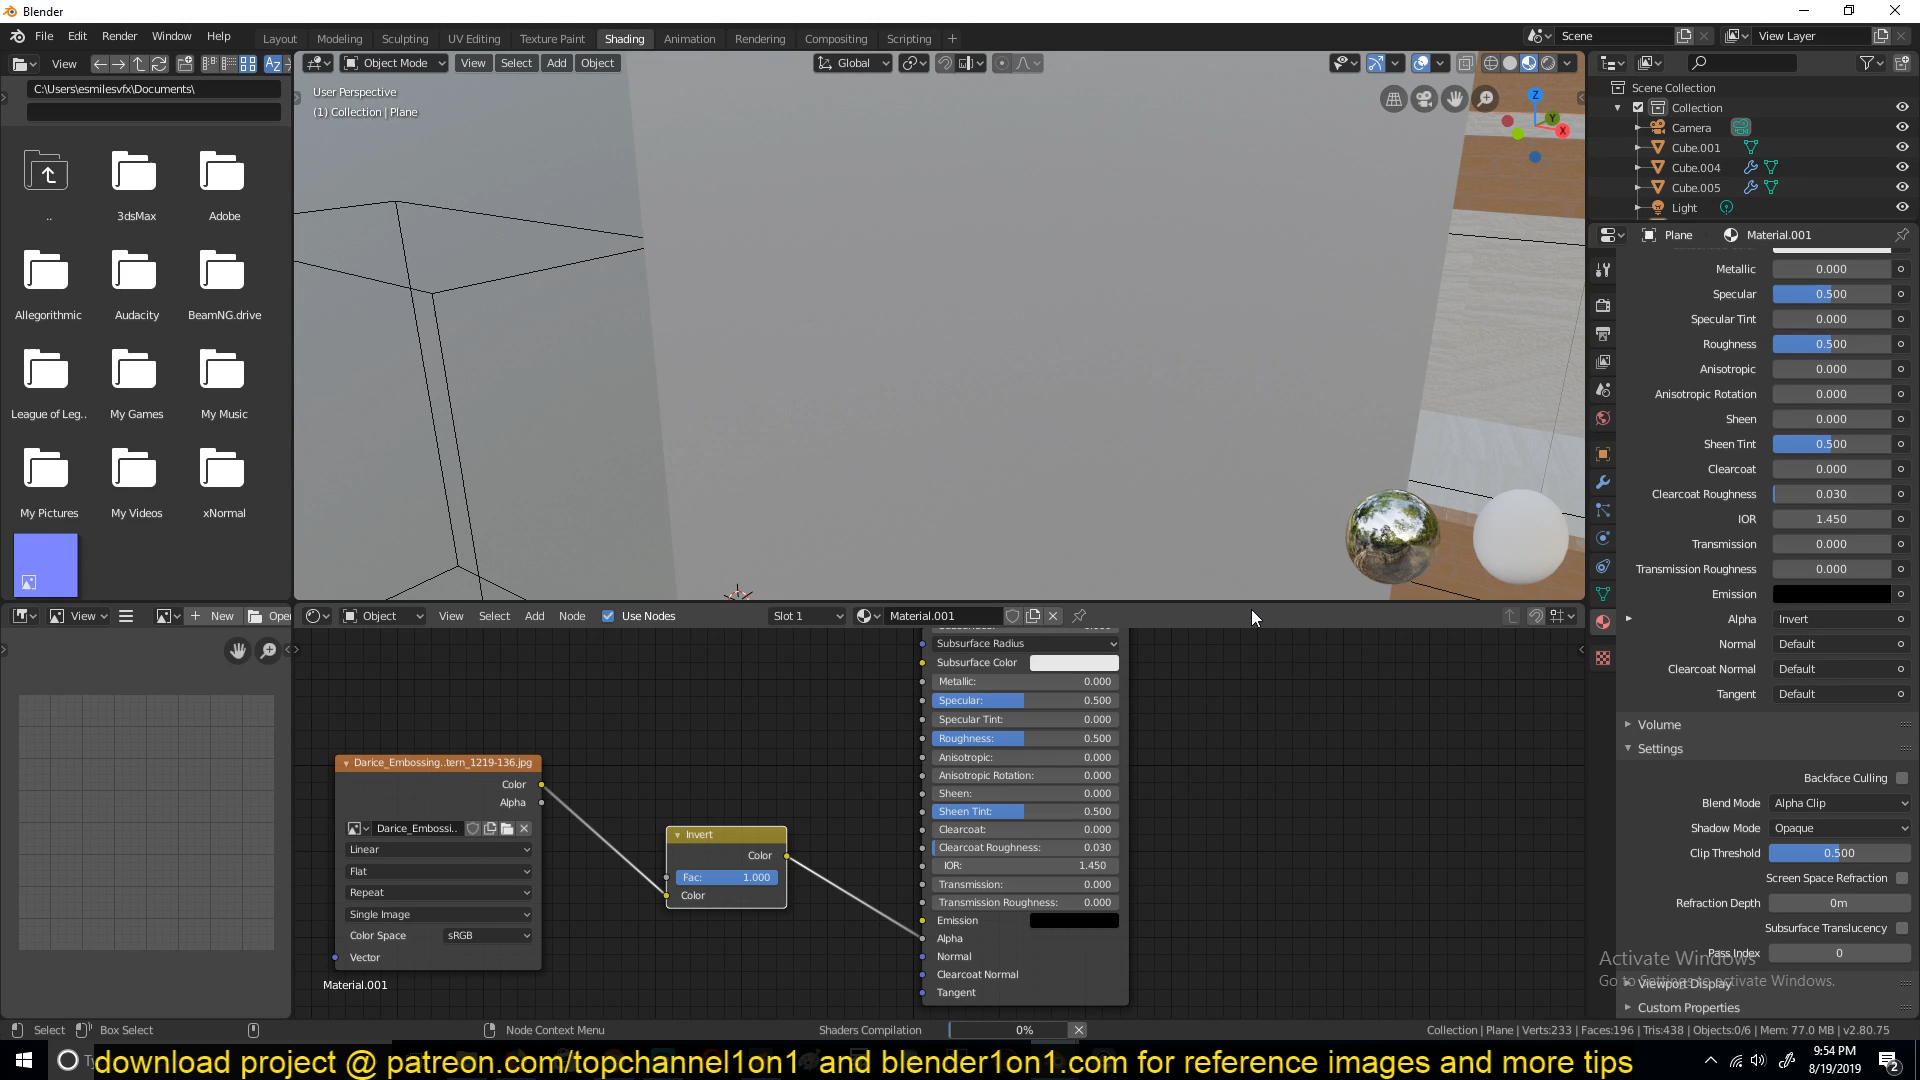 Blender
File Edit Render Window Help
Layout Modeling Sculpting UV Editing Texture Paint Shading Animation Rendering Compositing Scripting
Scene
View Layer
View
Object Mode View Select Add Object
Global
C:\Users\esmilesvfx\Documents\
..
3dsMax
Adobe
Allegorithmic
Audacity
BeamNG.drive
League of Leg..
My Games
My Music
My Pictures
My Videos
xNormal
User Perspective
(1) Collection | Plane
Z
Y
X
Scene Collection
Collection
Camera
Cube.001
Cube.004
Cube.005
Light
Plane Material.001
Metallic 0.000
Specular 0.500
Specular Tint 0.000
Roughness 0.500
Anisotropic 0.000
Anisotropic Rotation 0.000
Sheen 0.000
Sheen Tint 0.500
Clearcoat 0.000
Clearcoat Roughness 0.030
IOR 1.450
Transmission 0.000
Transmission Roughness 0.000
Emission
Alpha Invert
Normal Default
Clearcoat Normal Default
Tangent Default
Volume
Settings
Backface Culling
Blend Mode Alpha Clip
Shadow Mode Opaque
Clip Threshold 0.500
Screen Space Refraction
Refraction Depth 0m
Subsurface Translucency
Pass Index 0
Viewport Display
Custom Properties
Activate Windows
Go to Settings to activate Windows.
View
New
Open
Object View Select Add Node Use Nodes
Slot 1
Material.001
Darice_Embossing..tern_1219-136.jpg
Color
Alpha
Darice_Embossi..
Linear
Flat
Repeat
Single Image
Color Space sRGB
Vector
Material.001
Invert
Color
Fac: 1.000
Color
Subsurface Radius
Subsurface Color
Metallic: 0.000
Specular: 0.500
Specular Tint: 0.000
Roughness: 0.500
Anisotropic: 0.000
Anisotropic Rotation: 0.000
Sheen: 0.000
Sheen Tint: 0.500
Clearcoat: 0.000
Clearcoat Roughness: 0.030
IOR: 1.450
Transmission: 0.000
Transmission Roughness: 0.000
Emission
Alpha
Normal
Clearcoat Normal
Tangent
Select Box Select Node Context Menu Shaders Compilation 0%
Collection | Plane | Verts:233 | Faces:196 | Tris:438 | Objects:0/6 | Mem: 77.0 MB | v2.80.75
download project @ patreon.com/topchannel1on1 and blender1on1.com for reference images and more tips
9:54 PM
8/19/2019
2